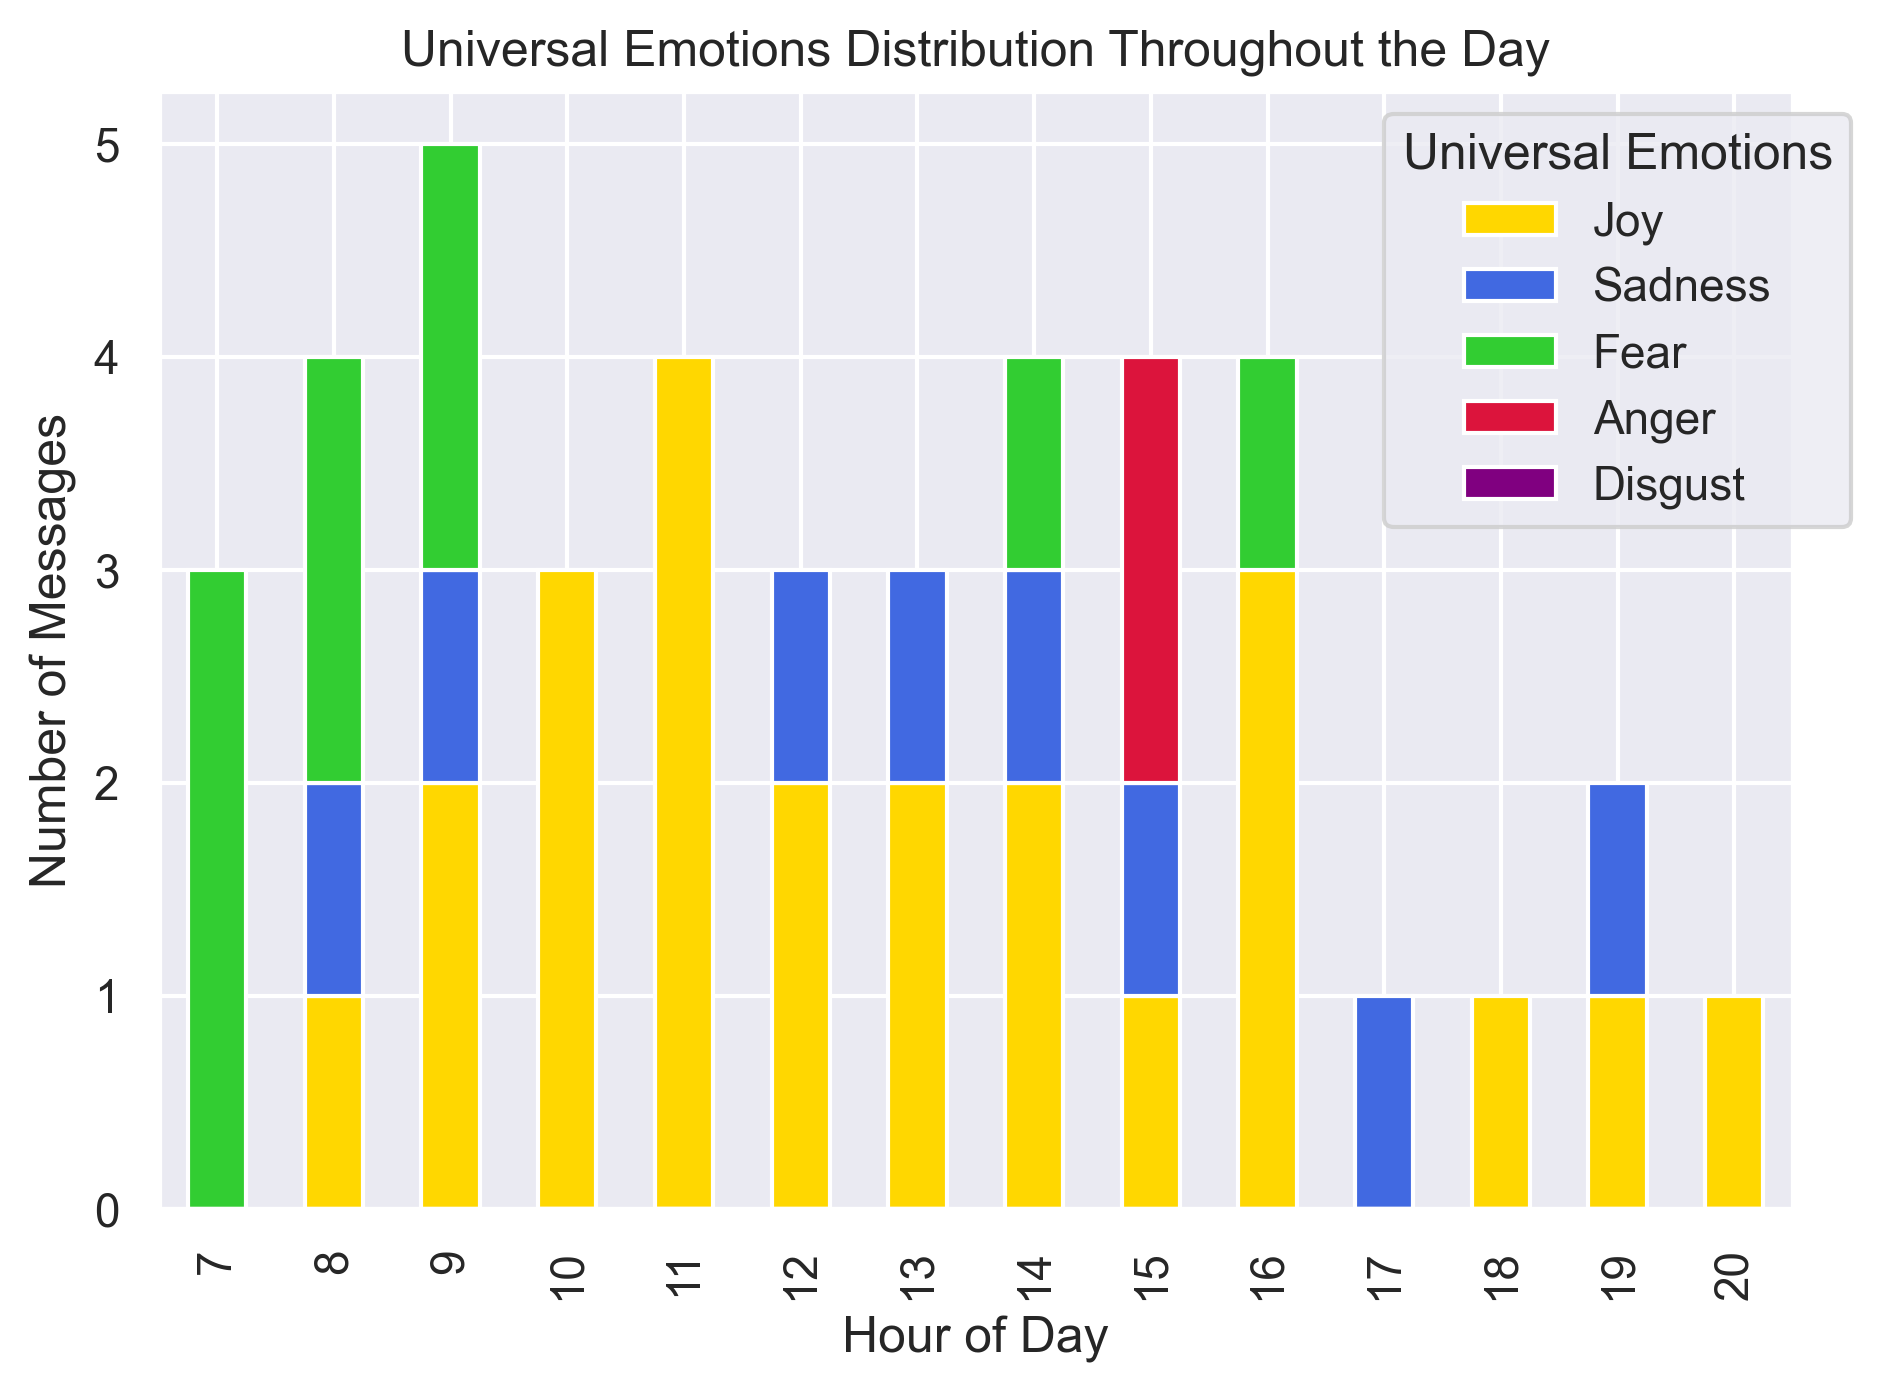 Universal Emotions Distribution Throughout the Day
Number of Messages
5
4
3
2
1
0
Universal Emotions
Joy
Sadness
Fear
Anger
Disgust
7 8 9 10 11 12 13 14 15 16 17 18 19 20
Hour of Day